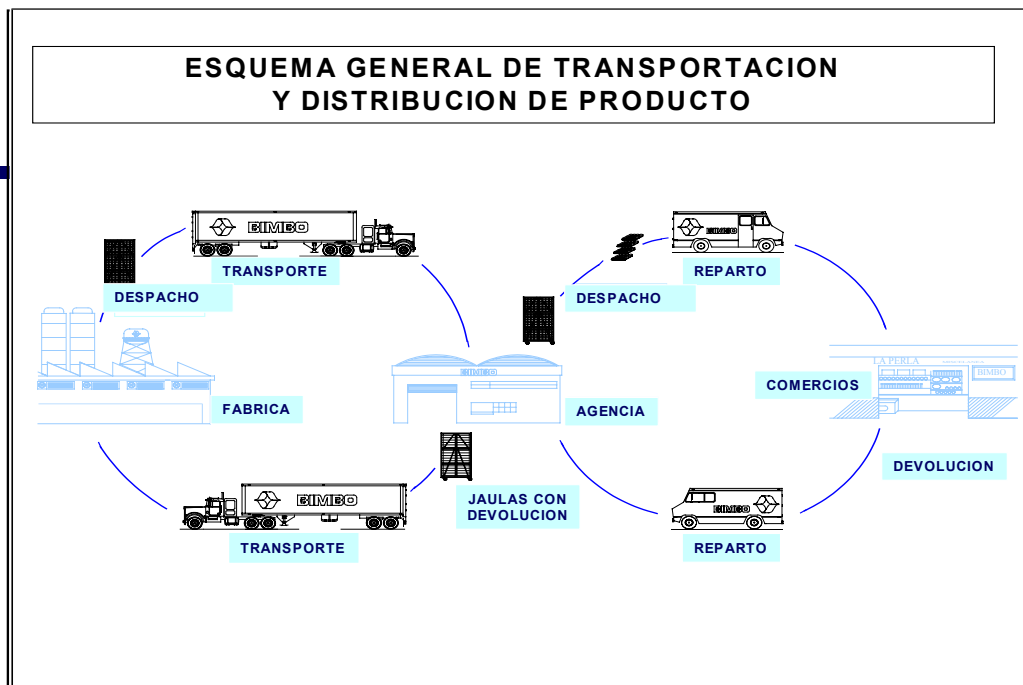 ESQUEMA GENERAL DE TRANSPORTACION
Y DISTRIBUCION DE PRODUCTO
BIMBO
TRANSPORTE
DESPACHO
BIMBO
REPARTO
DESPACHO
FABRICA
BIMBO
AGENCIA
LA PERLA
BIMBO
COMERCIOS
DEVOLUCION
JAULAS CON
DEVOLUCION
BIMBO
TRANSPORTE
BIMBO
REPARTO